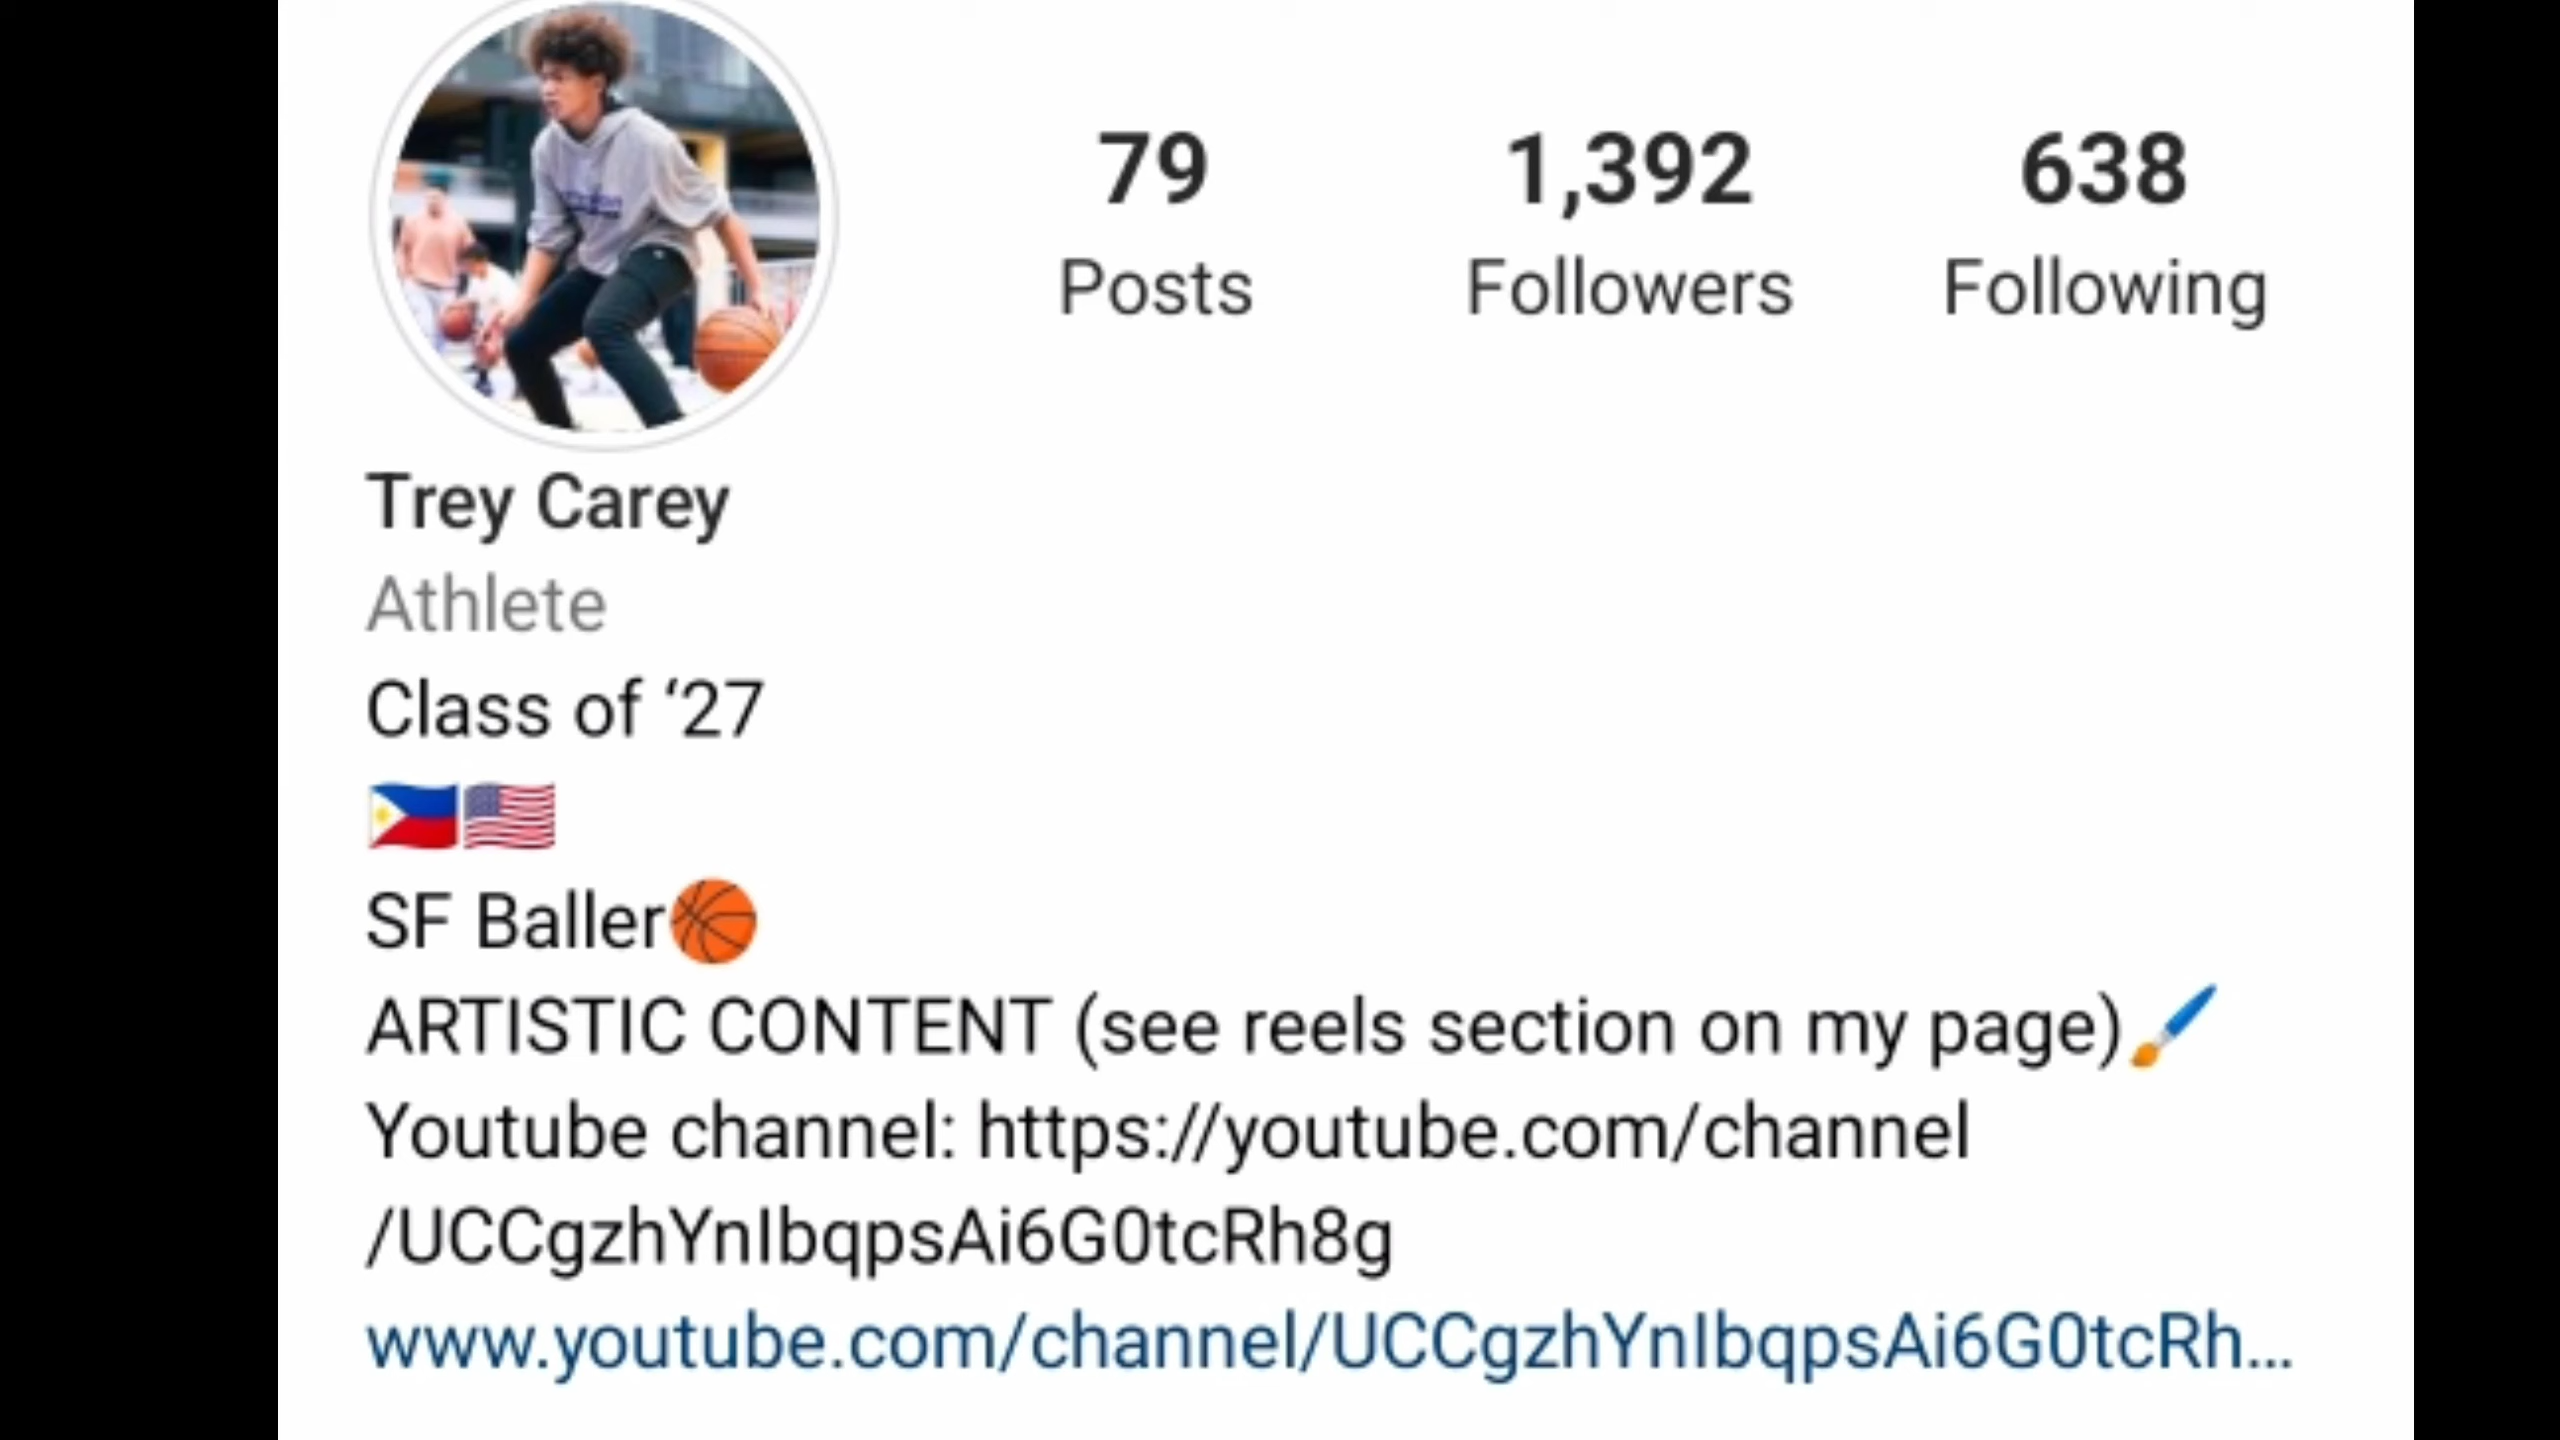 79 1,392 638
Posts Followers Following
Trey Carey
Athlete
Class of ‘27
🇵🇭🇺🇸
SF Baller🏀
ARTISTIC CONTENT (see reels section on my page)🖌️
Youtube channel: https://youtube.com/channel
/UCCgzhYnIbqpsAi6G0tcRh8g
www.youtube.com/channel/UCCgzhYnIbqpsAi6G0tcRh...